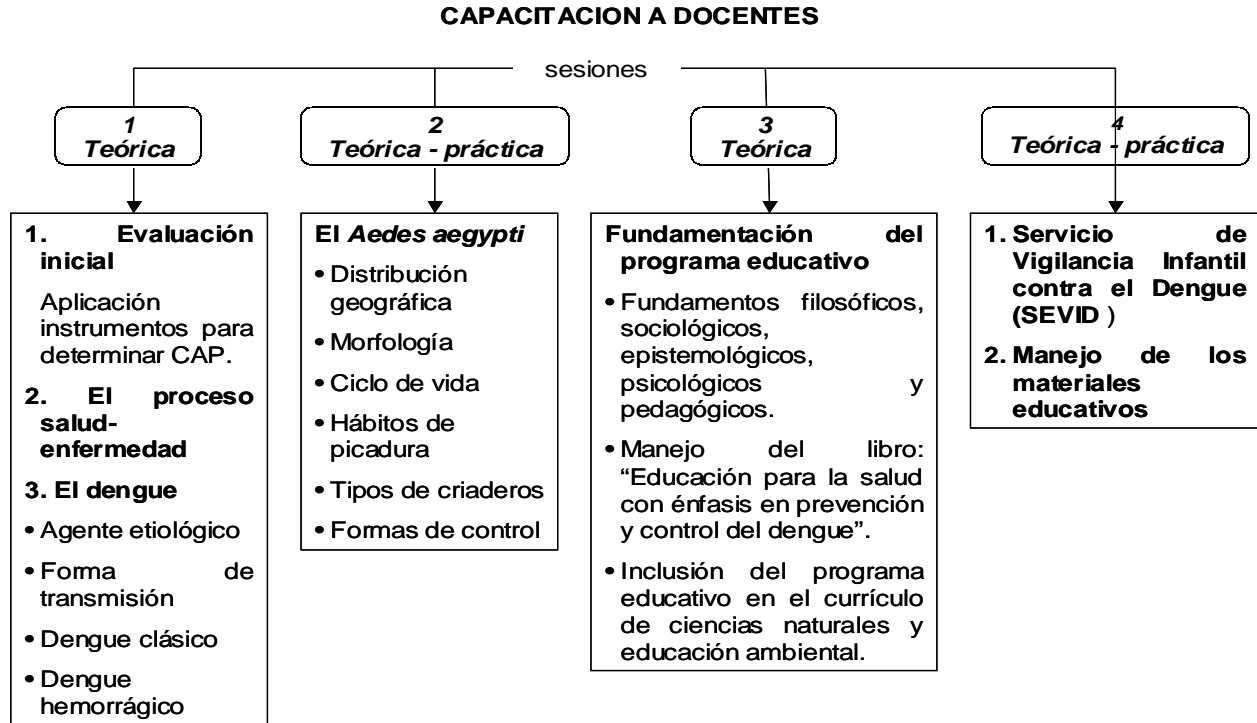 CAPACITACION A DOCENTES
sesiones
1
Teórica
2
Teórica - práctica
3
Teórica
4
Teórica - práctica
1. Evaluación
inicial
Aplicación
instrumentos para
determinar CAP.
2. El proceso
salud-
enfermedad
3. El dengue
• Agente etiológico
• Forma de
transmisión
• Dengue clásico
• Dengue
hemorrágico
El Aedes aegypti
• Distribución
geográfica
• Morfología
• Ciclo de vida
• Hábitos de
picadura
• Tipos de criaderos
• Formas de control
Fundamentación del
programa educativo
• Fundamentos filosóficos,
sociológicos,
epistemológicos,
psicológicos y
pedagógicos.
• Manejo del libro:
“Educación para la salud
con énfasis en prevención
y control del dengue”.
• Inclusión del programa
educativo en el currículo
de ciencias naturales y
educación ambiental.
1. Servicio de
Vigilancia Infantil
contra el Dengue
(SEVID )
2. Manejo de los
materiales
educativos